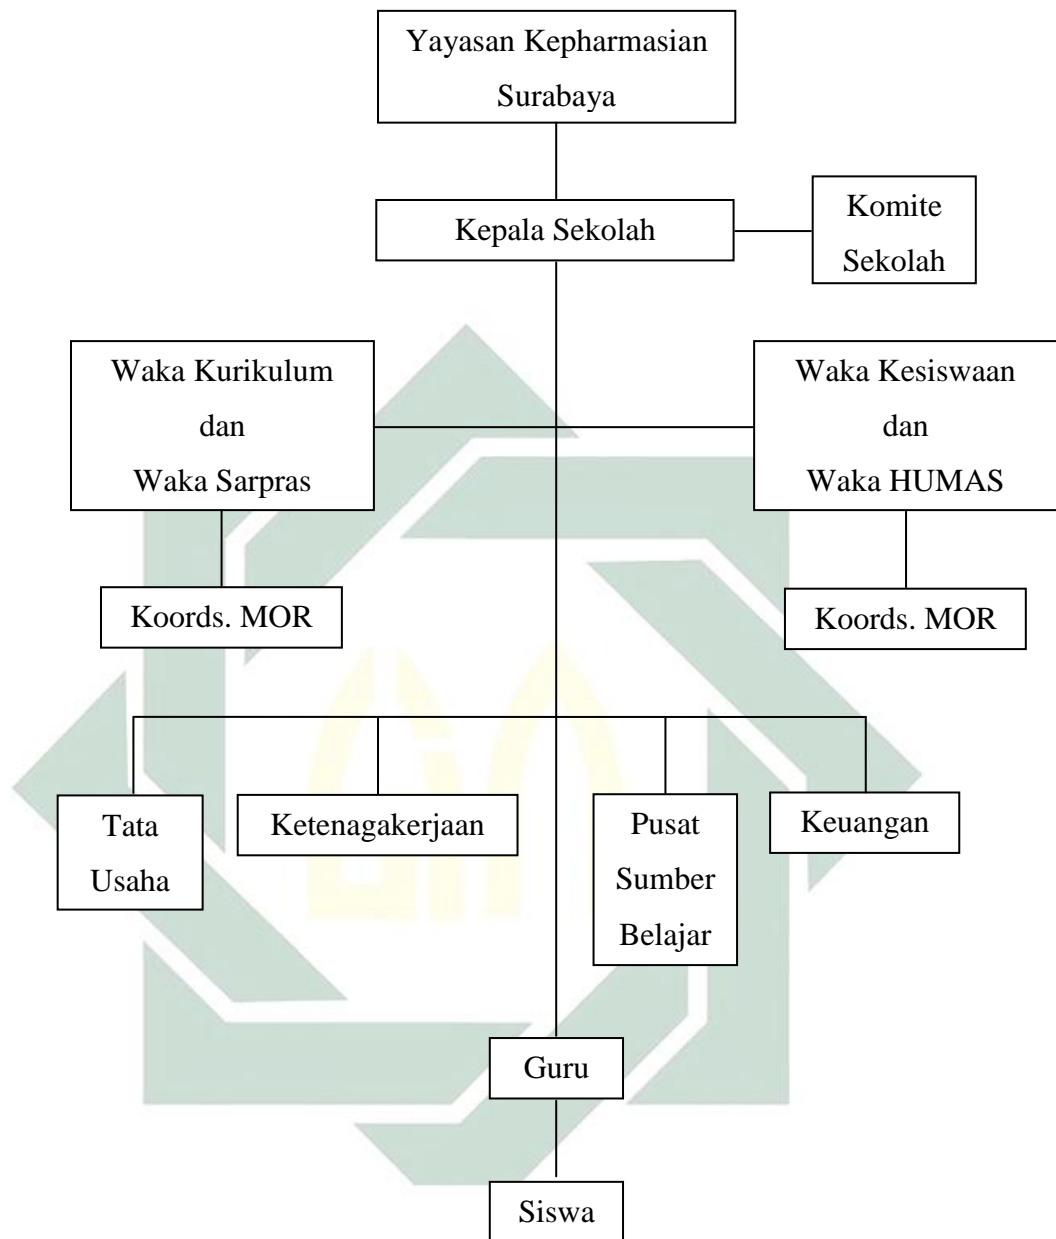 Yayasan Kepharmasian
Surabaya
Kepala Sekolah
Komite
Sekolah
Waka Kurikulum
dan
Waka Sarpras
Waka Kesiswaan
dan
Waka HUMAS
Koords. MOR
Koords. MOR
Tata
Usaha
Ketenagakerjaan
Pusat
Sumber
Belajar
Keuangan
Guru
Siswa